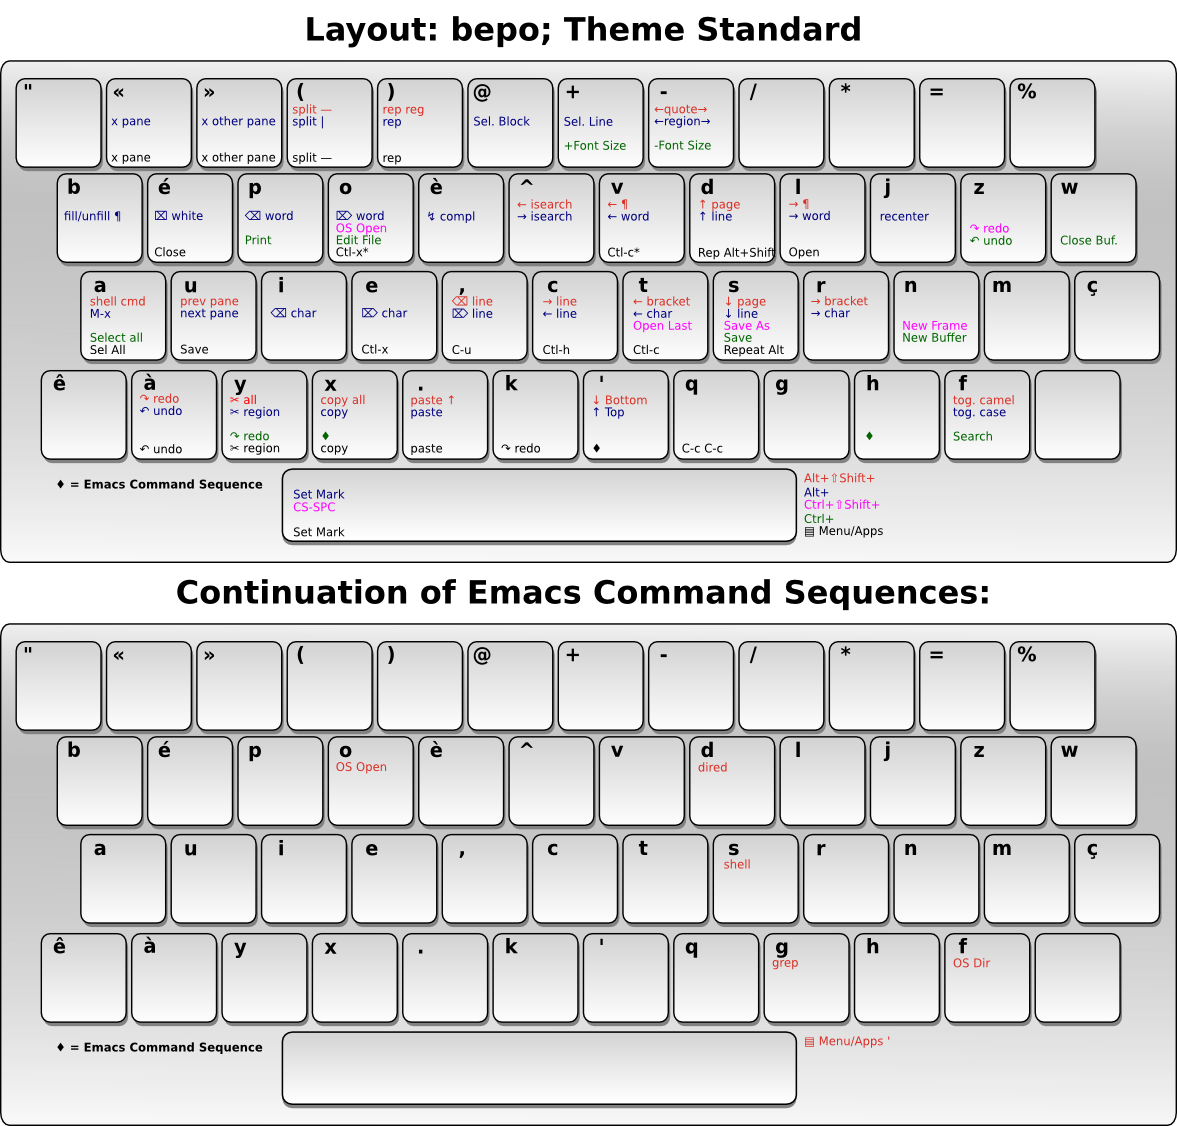 Layout: bepo; Theme Standard
" « » ( ) @ + - / * = %
split — rep reg ←quote→
x pane x other pane split | rep Sel. Block Sel. Line ←region→
+Font Size -Font Size
x pane x other pane split — rep
b é p o è ^ v d l j z w
← isearch ← ¶ ↑ page → ¶
fill/unfill ¶ ⌧ white ⌫ word ⌦ word ↯ compl → isearch ← word ↑ line → word recenter
OS Open ↷ redo
Print Edit File ↶ undo Close Buf.
Close Ctl-x* Ctl-c* Rep Alt+Shift Open
a u i e , c t s r n m ç
shell cmd prev pane ⌫ line → line ← bracket ↓ page → bracket
M-x next pane ⌫ char ⌦ char ⌦ line ← line ← char ↓ line → char
Open Last Save As New Frame
Select all Save New Buffer
Sel All Save Ctl-x C-u Ctl-h Ctl-c Repeat Alt
ê à y x . k ' q g h f
↷ redo ✂ all copy all paste ↑ ↓ Bottom tog. camel
↶ undo ✂ region copy paste ↑ Top tog. case
↷ redo ♦ ♦ Search
↶ undo ✂ region copy paste ↷ redo ♦ C-c C-c
♦ = Emacs Command Sequence
Set Mark
CS-SPC
Set Mark
Alt+⇧Shift+
Alt+
Ctrl+⇧Shift+
Ctrl+
▤ Menu/Apps
Continuation of Emacs Command Sequences:
" « » ( ) @ + - / * = %
b é p o è ^ v d l j z w
OS Open dired
a u i e , c t s r n m ç
shell
ê à y x . k ' q g h f
grep OS Dir
♦ = Emacs Command Sequence
▤ Menu/Apps '